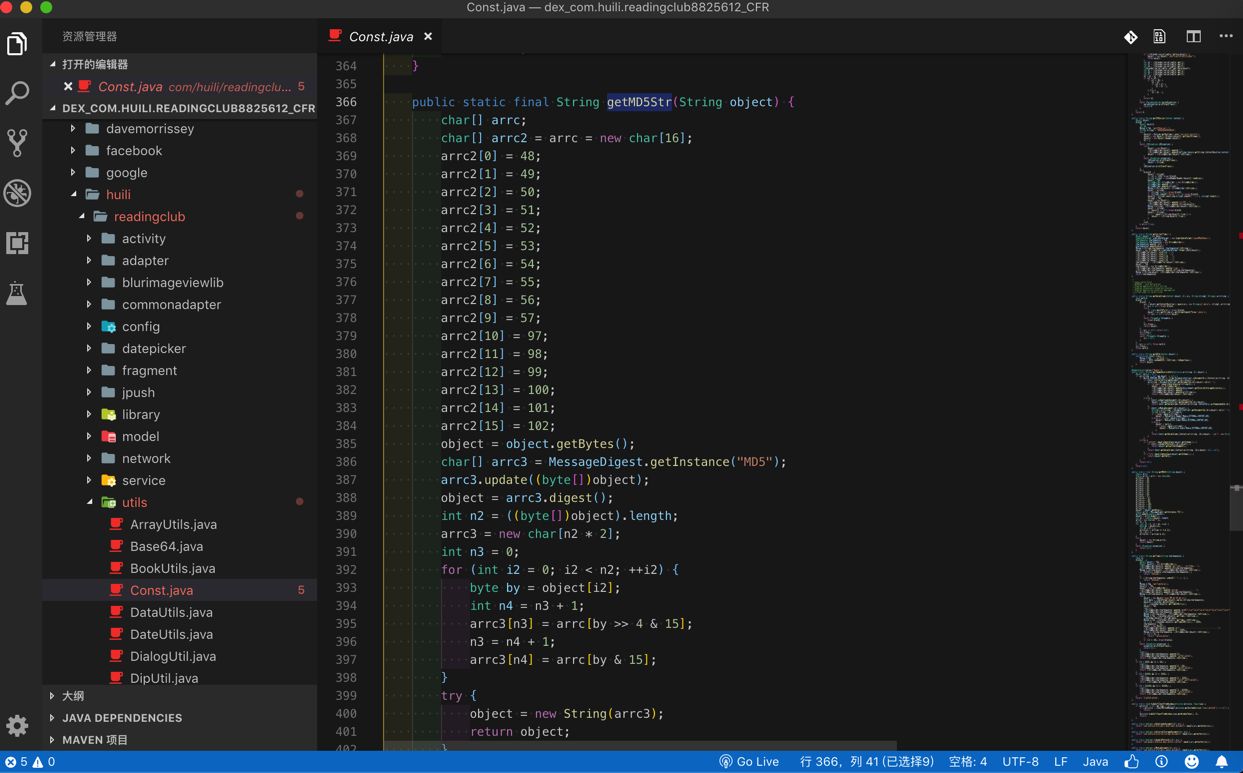 Const.java — dex_com.huili.readingclub8825612_CFR
资源管理器
打开的编辑器
Const.java com/huili/readingclu... 5
DEX_COM.HUILI.READINGCLUB8825612_CFR
davemorrissey
facebook
google
huili
readingclub
activity
adapter
blurimageviewlib
commonadapter
config
datepicker
fragment
jpush
library
model
network
service
utils
ArrayUtils.java
Base64.java
BookUtils.java
Const.java 5
DataUtils.java
DateUtils.java
DialogUtil.java
DipUtil.java
大纲
JAVA DEPENDENCIES
MAVEN 项目
Const.java
364 }
365
366 public static final String getMD5Str(String object) {
367 char[] arrc;
368 char[] arrc2 = arrc = new char[16];
369 arrc2[0] = 48;
370 arrc2[1] = 49;
371 arrc2[2] = 50;
372 arrc2[3] = 51;
373 arrc2[4] = 52;
374 arrc2[5] = 53;
375 arrc2[6] = 54;
376 arrc2[7] = 55;
377 arrc2[8] = 56;
378 arrc2[9] = 57;
379 arrc2[10] = 97;
380 arrc2[11] = 98;
381 arrc2[12] = 99;
382 arrc2[13] = 100;
383 arrc2[14] = 101;
384 arrc2[15] = 102;
385 object = object.getBytes();
386 char[] arrc3 = MessageDigest.getInstance("MD5");
387 arrc3.update((byte[])object);
388 object = arrc3.digest();
389 int n2 = ((byte[])object).length;
390 arrc3 = new char[n2 * 2];
391 int n3 = 0;
392 for (int i2 = 0; i2 < n2; ++i2) {
393 byte by = object[i2];
394 int n4 = n3 + 1;
395 arrc3[n3] = arrc[by >> 4 & 15];
396 n3 = n4 + 1;
397 arrc3[n4] = arrc[by & 15];
398 }
399 try {
400 object = new String(arrc3);
401 return object;
402 }
5 0 Go Live 行 366，列 41 (已选择9) 空格: 4 UTF-8 LF Java